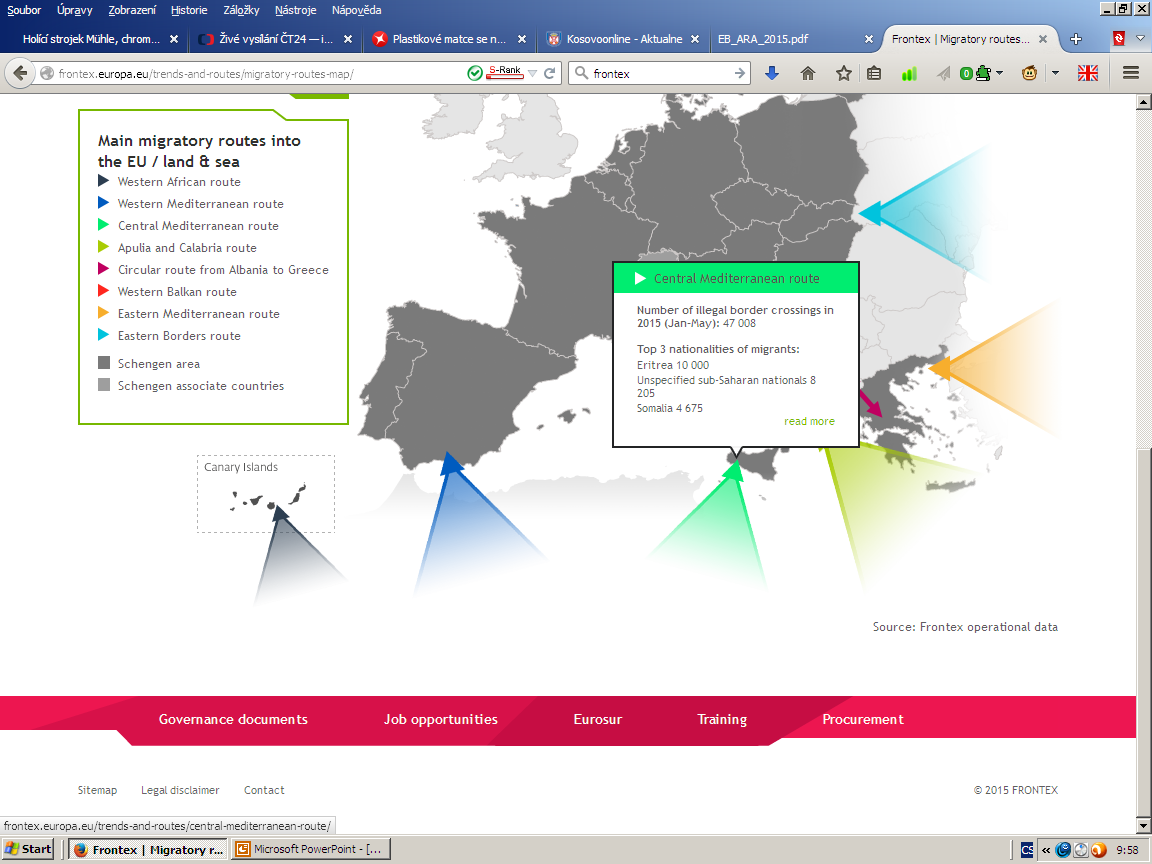 Soubor Úpravy Zobrazení Historie Záložky Nástroje Nápověda
Holící strojek Mühle, chrom... Živé vysílání ČT24 — i... Plastikové matce se n... Kosovoonline - Aktualne EB_ARA_2015.pdf Frontex | Migratory routes...
frontex.europa.eu/trends-and-routes/migratory-routes-map/ S-Rank frontex 0
Main migratory routes into
the EU / land & sea
Western African route
Western Mediterranean route
Central Mediterranean route
Apulia and Calabria route
Circular route from Albania to Greece
Western Balkan route
Eastern Mediterranean route
Eastern Borders route
Schengen area
Schengen associate countries
Central Mediterranean route
Number of illegal border crossings in
2015 (Jan-May): 47 008
Top 3 nationalities of migrants:
Eritrea 10 000
Unspecified sub-Saharan nationals 8
205
Somalia 4 675
read more
Canary Islands
Source: Frontex operational data
Governance documents Job opportunities Eurosur Training Procurement
Sitemap Legal disclaimer Contact © 2015 FRONTEX
frontex.europa.eu/trends-and-routes/central-mediterranean-route/
Start Frontex | Migratory r... Microsoft PowerPoint - [... CS « 9:58